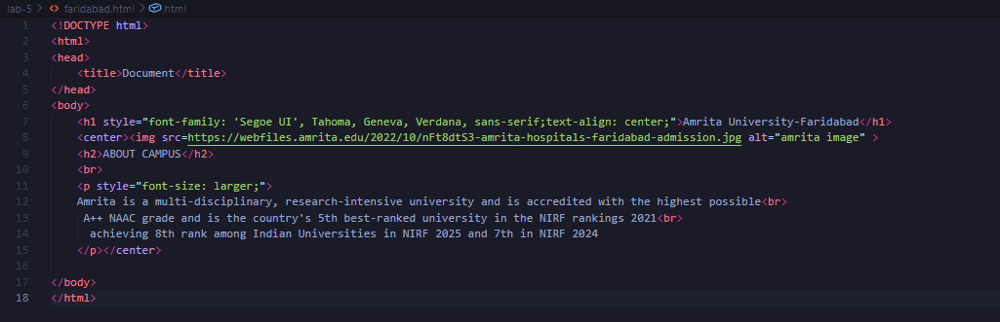 lab-5 > <> faridabad.html > html
1 <!DOCTYPE html>
2 <html>
3 <head>
4     <title>Document</title>
5 </head>
6 <body>
7     <h1 style="font-family: 'Segoe UI', Tahoma, Geneva, Verdana, sans-serif;text-align: center;">Amrita University-Faridabad</h1>
8     <center><img src=https://webfiles.amrita.edu/2022/10/nFt8dtS3-amrita-hospitals-faridabad-admission.jpg alt="amrita image" >
9     <h2>ABOUT CAMPUS</h2>
10     <br>
11     <p style="font-size: larger;">
12     Amrita is a multi-disciplinary, research-intensive university and is accredited with the highest possible<br>
13      A++ NAAC grade and is the country's 5th best-ranked university in the NIRF rankings 2021<br>
14       achieving 8th rank among Indian Universities in NIRF 2025 and 7th in NIRF 2024
15     </p></center>
16
17 </body>
18 </html>